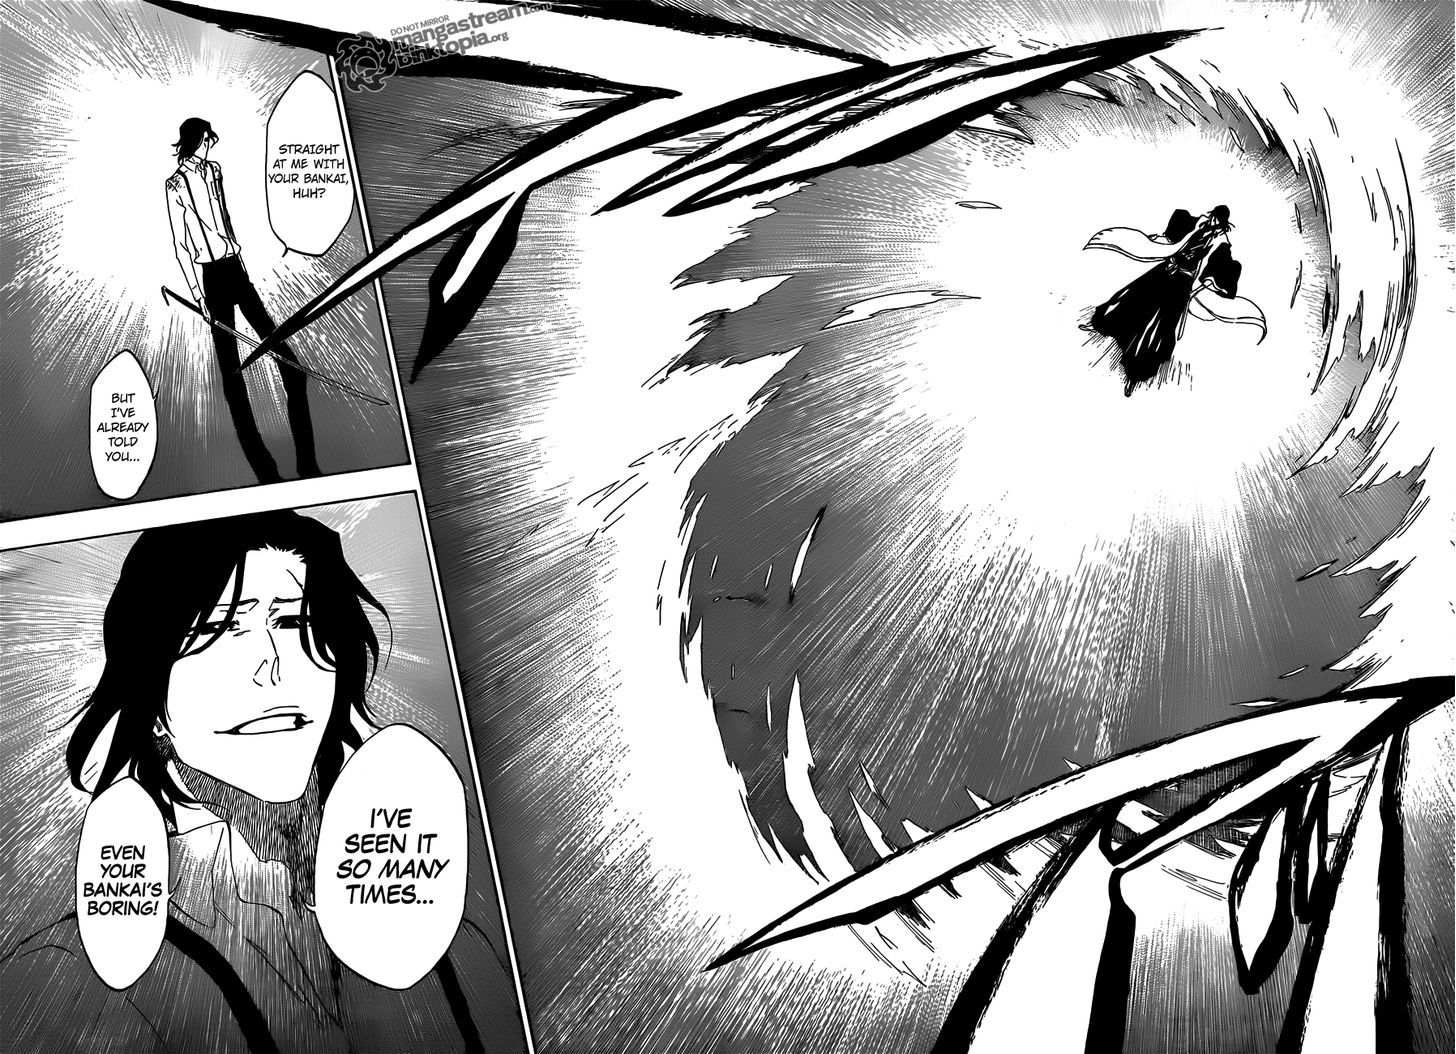 DO NOT MIRROR
mangastream.com
binktopia.org
STRAIGHT
AT ME WITH
YOUR BANKAI,
HUH?
BUT
I'VE
ALREADY
TOLD
YOU...
I'VE
SEEN IT
SO MANY
TIMES...
EVEN
YOUR
BANKAI'S
BORING!